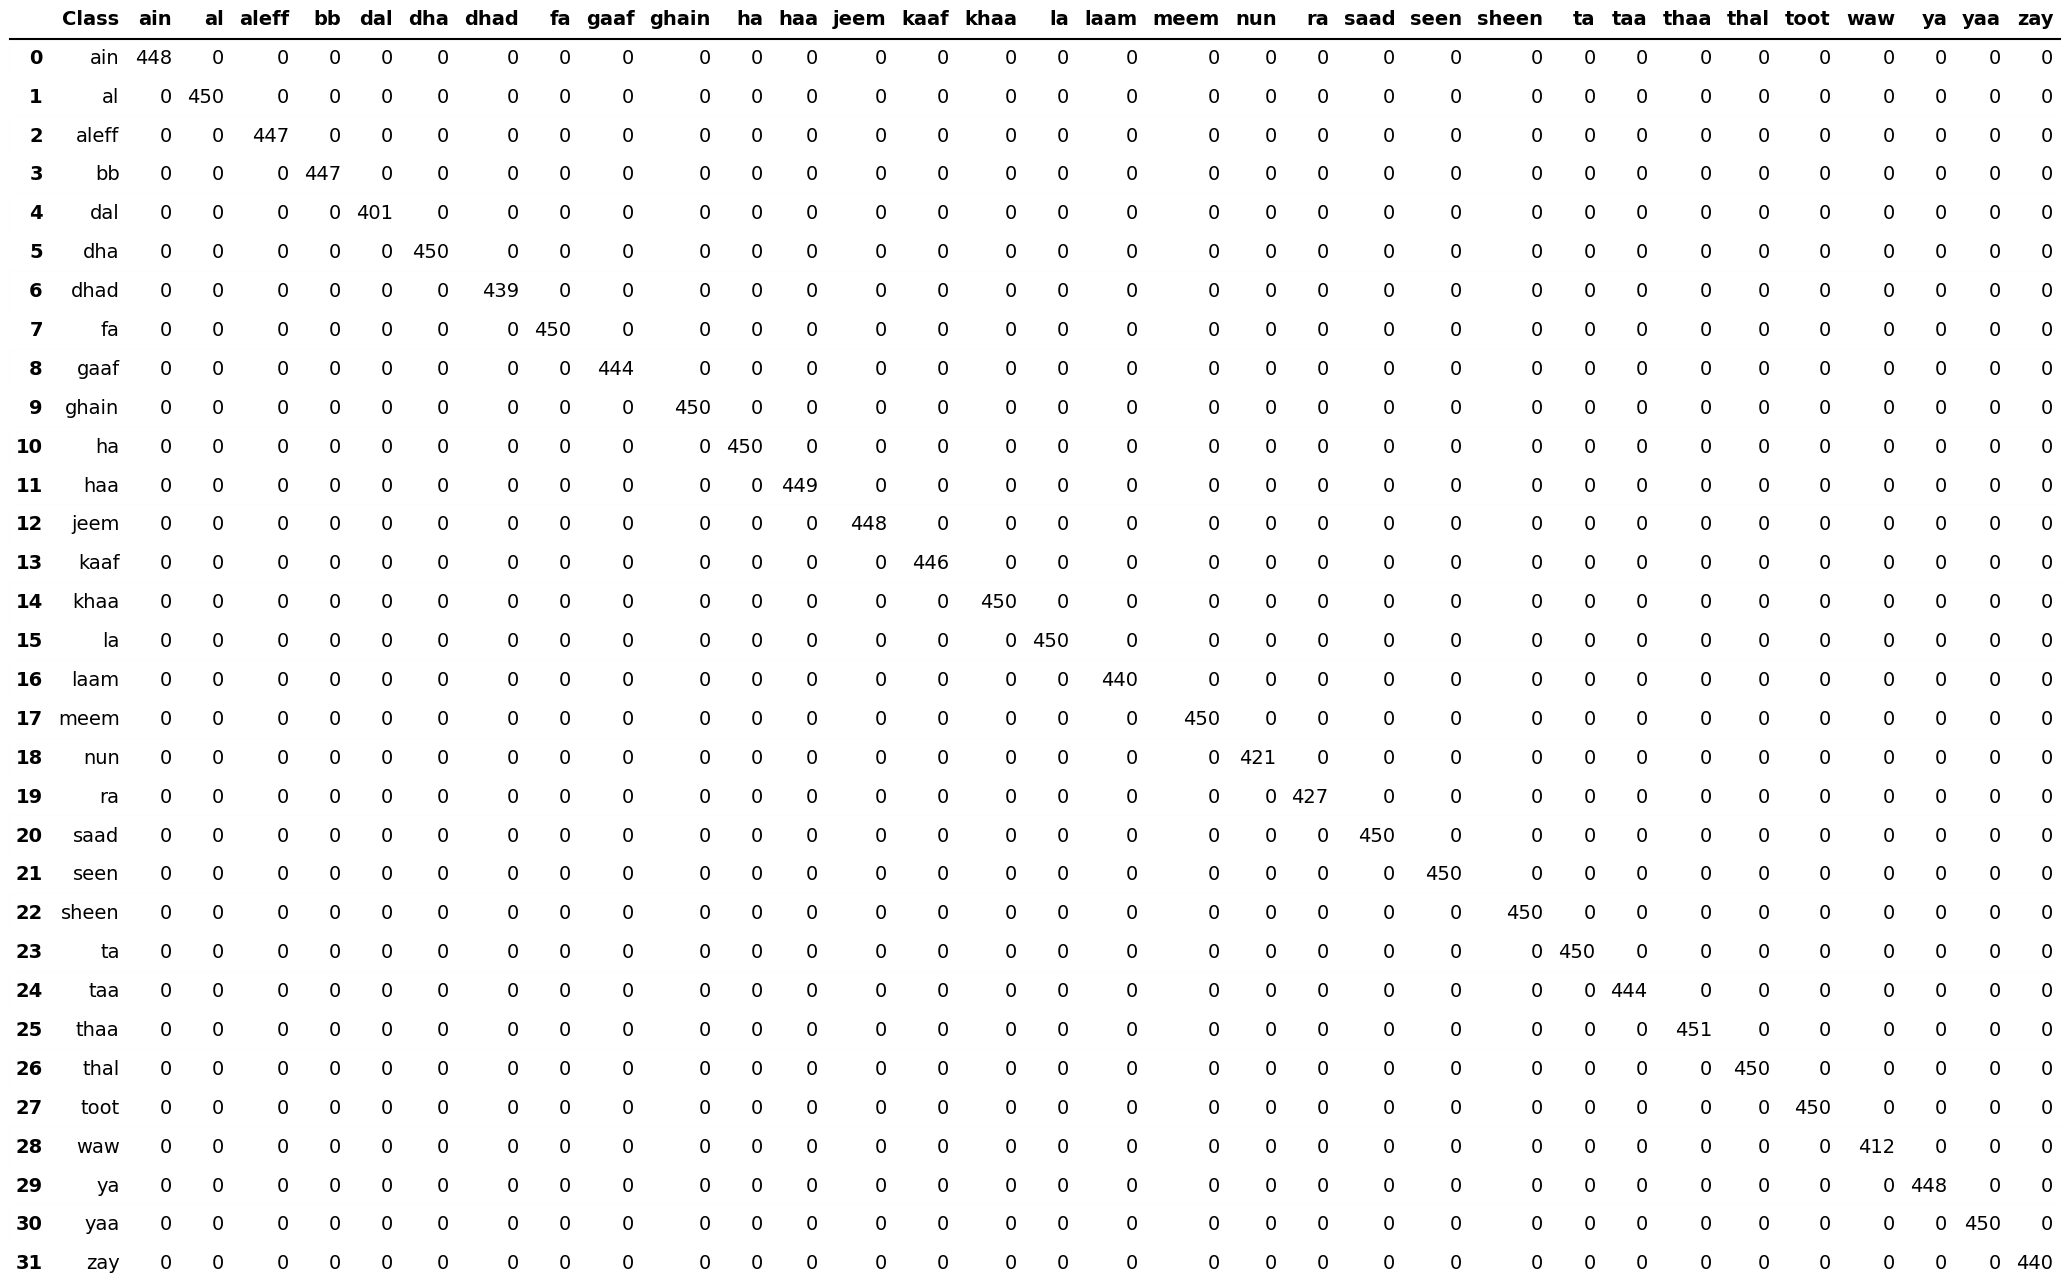 Class ain al aleff bb dal dha dhad fa gaaf ghain ha haa jeem kaaf khaa la laam meem nun ra saad seen sheen ta taa thaa thal toot waw ya yaa zay
0 ain 448 0 0 0 0 0 0 0 0 0 0 0 0 0 0 0 0 0 0 0 0 0 0 0 0 0 0 0 0 0 0 0
1 al 0 450 0 0 0 0 0 0 0 0 0 0 0 0 0 0 0 0 0 0 0 0 0 0 0 0 0 0 0 0 0 0
2 aleff 0 0 447 0 0 0 0 0 0 0 0 0 0 0 0 0 0 0 0 0 0 0 0 0 0 0 0 0 0 0 0 0
3 bb 0 0 0 447 0 0 0 0 0 0 0 0 0 0 0 0 0 0 0 0 0 0 0 0 0 0 0 0 0 0 0 0
4 dal 0 0 0 0 401 0 0 0 0 0 0 0 0 0 0 0 0 0 0 0 0 0 0 0 0 0 0 0 0 0 0 0
5 dha 0 0 0 0 0 450 0 0 0 0 0 0 0 0 0 0 0 0 0 0 0 0 0 0 0 0 0 0 0 0 0 0
6 dhad 0 0 0 0 0 0 439 0 0 0 0 0 0 0 0 0 0 0 0 0 0 0 0 0 0 0 0 0 0 0 0 0
7 fa 0 0 0 0 0 0 0 450 0 0 0 0 0 0 0 0 0 0 0 0 0 0 0 0 0 0 0 0 0 0 0 0
8 gaaf 0 0 0 0 0 0 0 0 444 0 0 0 0 0 0 0 0 0 0 0 0 0 0 0 0 0 0 0 0 0 0 0
9 ghain 0 0 0 0 0 0 0 0 0 450 0 0 0 0 0 0 0 0 0 0 0 0 0 0 0 0 0 0 0 0 0 0
10 ha 0 0 0 0 0 0 0 0 0 0 450 0 0 0 0 0 0 0 0 0 0 0 0 0 0 0 0 0 0 0 0 0
11 haa 0 0 0 0 0 0 0 0 0 0 0 449 0 0 0 0 0 0 0 0 0 0 0 0 0 0 0 0 0 0 0 0
12 jeem 0 0 0 0 0 0 0 0 0 0 0 0 448 0 0 0 0 0 0 0 0 0 0 0 0 0 0 0 0 0 0 0
13 kaaf 0 0 0 0 0 0 0 0 0 0 0 0 0 446 0 0 0 0 0 0 0 0 0 0 0 0 0 0 0 0 0 0
14 khaa 0 0 0 0 0 0 0 0 0 0 0 0 0 0 450 0 0 0 0 0 0 0 0 0 0 0 0 0 0 0 0 0
15 la 0 0 0 0 0 0 0 0 0 0 0 0 0 0 0 450 0 0 0 0 0 0 0 0 0 0 0 0 0 0 0 0
16 laam 0 0 0 0 0 0 0 0 0 0 0 0 0 0 0 0 440 0 0 0 0 0 0 0 0 0 0 0 0 0 0 0
17 meem 0 0 0 0 0 0 0 0 0 0 0 0 0 0 0 0 0 450 0 0 0 0 0 0 0 0 0 0 0 0 0 0
18 nun 0 0 0 0 0 0 0 0 0 0 0 0 0 0 0 0 0 0 421 0 0 0 0 0 0 0 0 0 0 0 0 0
19 ra 0 0 0 0 0 0 0 0 0 0 0 0 0 0 0 0 0 0 0 427 0 0 0 0 0 0 0 0 0 0 0 0
20 saad 0 0 0 0 0 0 0 0 0 0 0 0 0 0 0 0 0 0 0 0 450 0 0 0 0 0 0 0 0 0 0 0
21 seen 0 0 0 0 0 0 0 0 0 0 0 0 0 0 0 0 0 0 0 0 0 450 0 0 0 0 0 0 0 0 0 0
22 sheen 0 0 0 0 0 0 0 0 0 0 0 0 0 0 0 0 0 0 0 0 0 0 450 0 0 0 0 0 0 0 0 0
23 ta 0 0 0 0 0 0 0 0 0 0 0 0 0 0 0 0 0 0 0 0 0 0 0 450 0 0 0 0 0 0 0 0
24 taa 0 0 0 0 0 0 0 0 0 0 0 0 0 0 0 0 0 0 0 0 0 0 0 0 444 0 0 0 0 0 0 0
25 thaa 0 0 0 0 0 0 0 0 0 0 0 0 0 0 0 0 0 0 0 0 0 0 0 0 0 451 0 0 0 0 0 0
26 thal 0 0 0 0 0 0 0 0 0 0 0 0 0 0 0 0 0 0 0 0 0 0 0 0 0 0 450 0 0 0 0 0
27 toot 0 0 0 0 0 0 0 0 0 0 0 0 0 0 0 0 0 0 0 0 0 0 0 0 0 0 0 450 0 0 0 0
28 waw 0 0 0 0 0 0 0 0 0 0 0 0 0 0 0 0 0 0 0 0 0 0 0 0 0 0 0 0 412 0 0 0
29 ya 0 0 0 0 0 0 0 0 0 0 0 0 0 0 0 0 0 0 0 0 0 0 0 0 0 0 0 0 0 448 0 0
30 yaa 0 0 0 0 0 0 0 0 0 0 0 0 0 0 0 0 0 0 0 0 0 0 0 0 0 0 0 0 0 0 450 0
31 zay 0 0 0 0 0 0 0 0 0 0 0 0 0 0 0 0 0 0 0 0 0 0 0 0 0 0 0 0 0 0 0 440